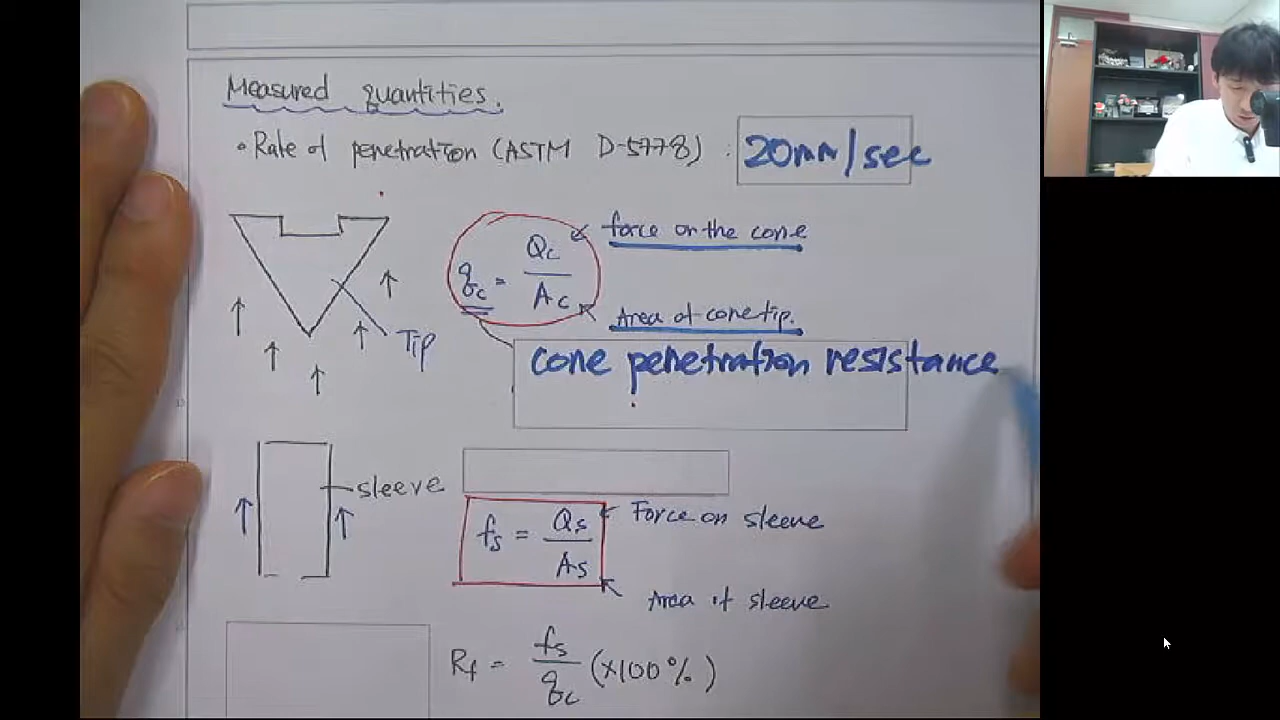 Measured quantities.
• Rate of penetration (ASTM D-5778) : 20mm/sec
qc = Qc / Ac
force on the cone
Area of cone tip.
Tip
cone penetration resistance
sleeve
fs = Qs / As
Force on sleeve
Area of sleeve
Rf = fs / qc (×100%)